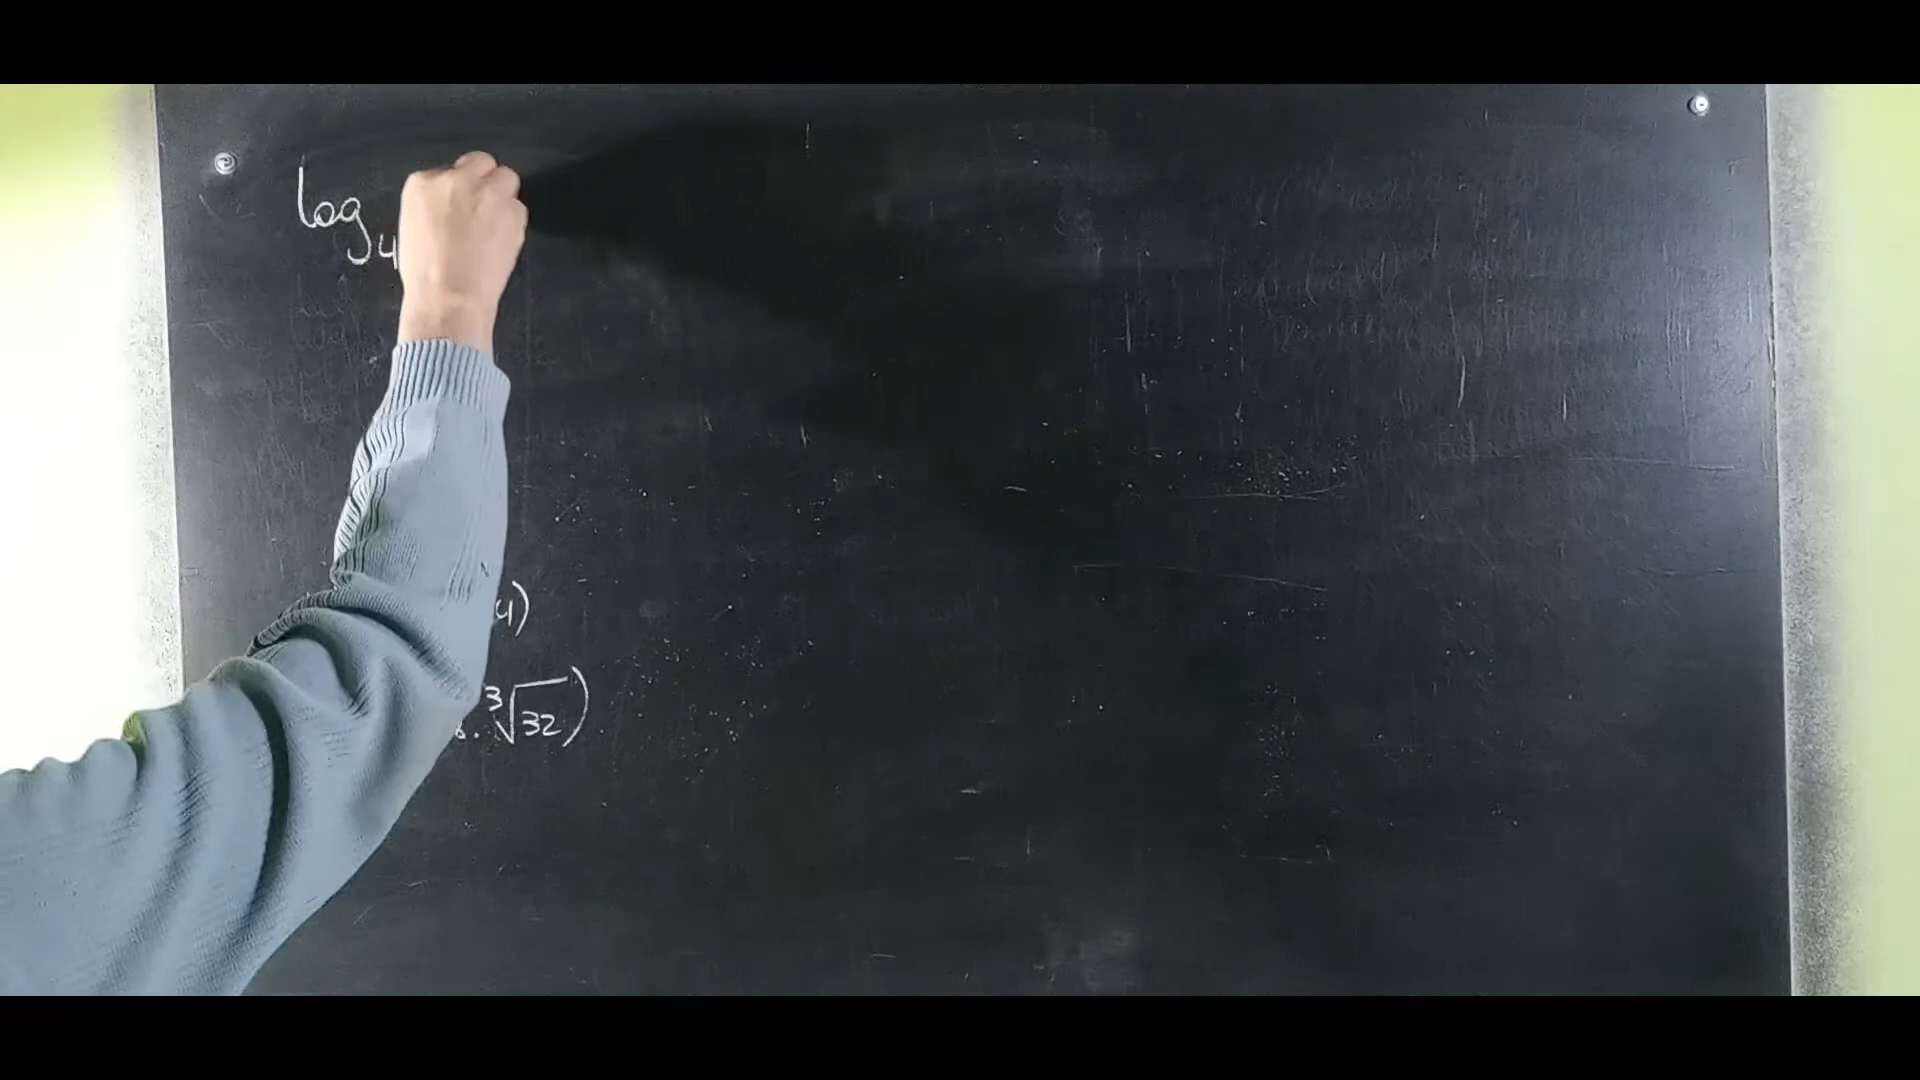 log₄
4)
. ³√32)